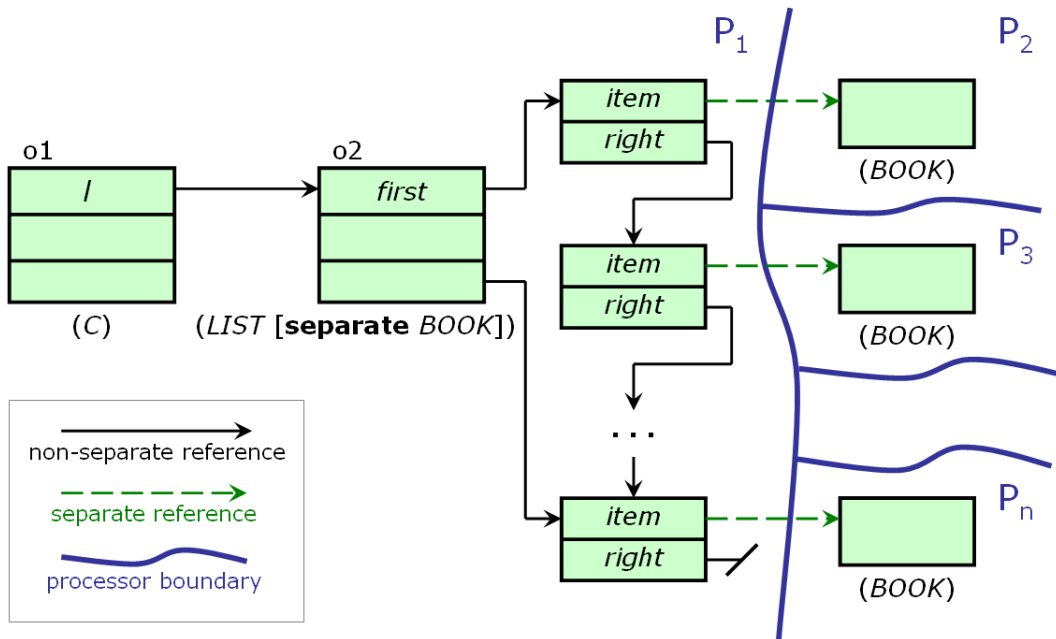 P1
P2
item
right
o1
o2
l
first
(BOOK)
item
right
P3
(C)
(LIST [separate BOOK])
(BOOK)
non-separate reference
...
separate reference
item
right
Pn
processor boundary
(BOOK)